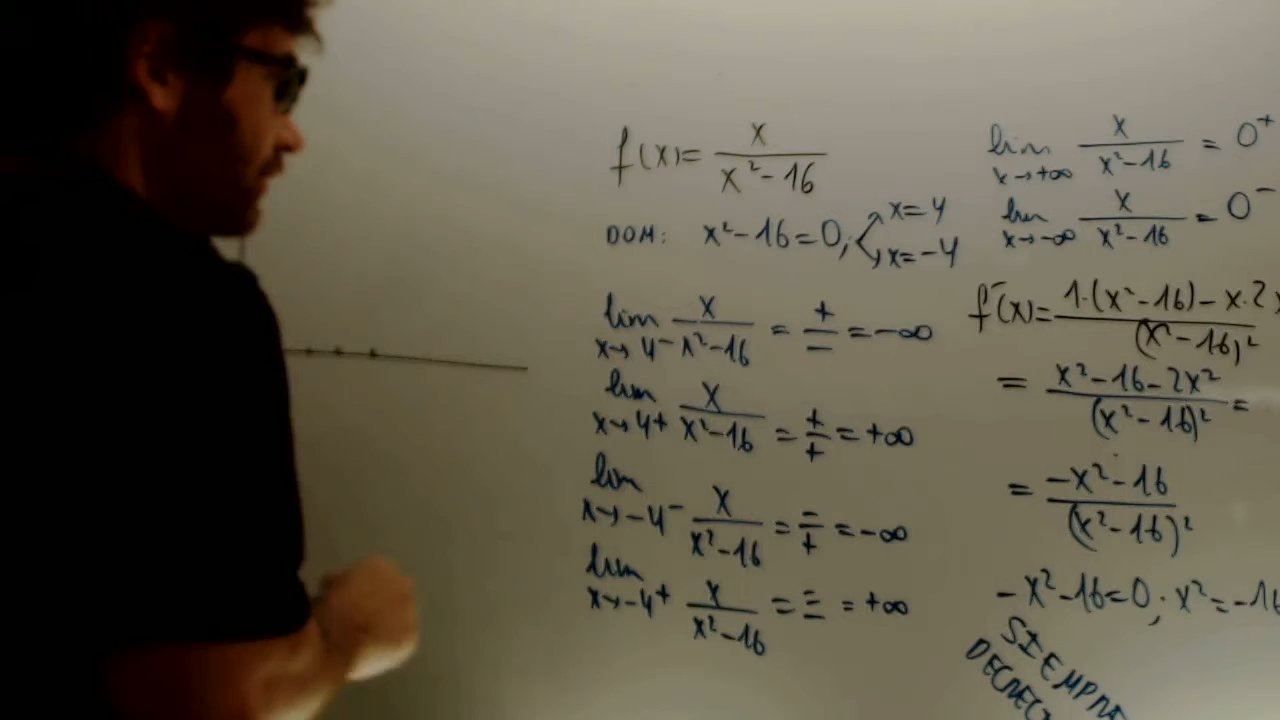 f(x)= x/(x²-16)
DOM: x²-16=0; x=4
x=-4
lim x→4⁻ x/(x²-16) = +/- = -∞
lim x→4+ x/(x²-16) = +/+ = +∞
lim x→-4⁻ x/(x²-16) = -/+ = -∞
lim x→-4+ x/(x²-16) = -/- = +∞
lim x→+∞ x/(x²-16) = 0⁺
lim x→-∞ x/(x²-16) = 0⁻
f'(x)= 1·(x²-16)-x·2x/(x²-16)²
= x²-16-2x²/(x²-16)² =
= -x²-16/(x²-16)²
-x²-16=0; x²=-16